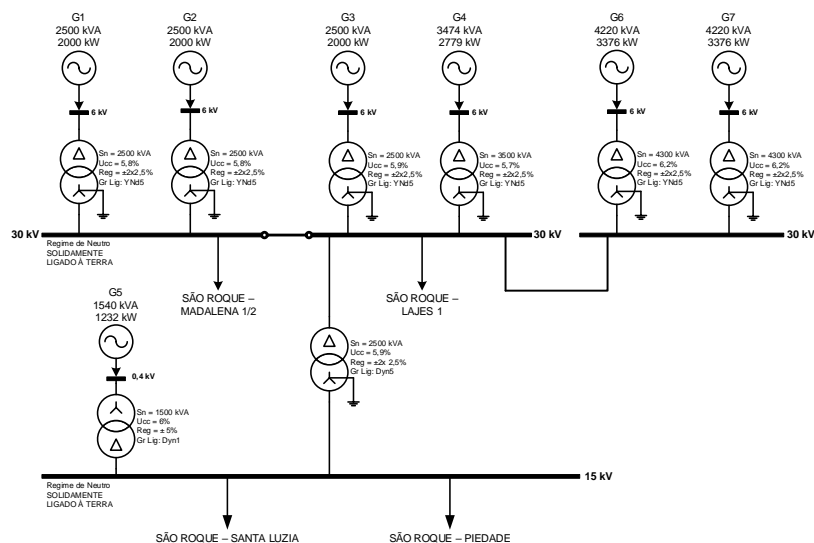 G1
2500 kVA
2000 kW
G2
2500 kVA
2000 kW
G3
2500 kVA
2000 kW
G4
3474 kVA
2779 kW
G6
4220 kVA
3376 kW
G7
4220 kVA
3376 kW
6 kV
6 kV
6 kV
6 kV
6 kV
6 kV
Sn = 2500 kVA
Ucc = 5,8%
Reg = ±2x2,5%
Gr Lig: YNd5
Sn = 2500 kVA
Ucc = 5,8%
Reg = ±2x2,5%
Gr Lig: YNd5
Sn = 2500 kVA
Ucc = 5,9%
Reg = ±2x2,5%
Gr Lig: YNd5
Sn = 3500 kVA
Ucc = 5,7%
Reg = ±2x2,5%
Gr Lig: YNd5
Sn = 4300 kVA
Ucc = 6,2%
Reg = ±2x2,5%
Gr Lig: YNd5
Sn = 4300 kVA
Ucc = 6,2%
Reg = ±2x2,5%
Gr Lig: YNd5
30 kV
30 kV
30 kV
Regime de Neutro
SOLIDAMENTE
LIGADO À TERRA
SÃO ROQUE –
MADALENA 1/2
SÃO ROQUE –
LAJES 1
G5
1540 kVA
1232 kW
0,4 kV
Sn = 2500 kVA
Ucc = 5,9%
Reg = ±2x 2,5%
Gr Lig: Dyn5
Sn = 1500 kVA
Ucc = 6%
Reg = ± 5%
Gr Lig: Dyn1
15 kV
Regime de Neutro
SOLIDAMENTE
LIGADO À TERRA
SÃO ROQUE – SANTA LUZIA
SÃO ROQUE – PIEDADE